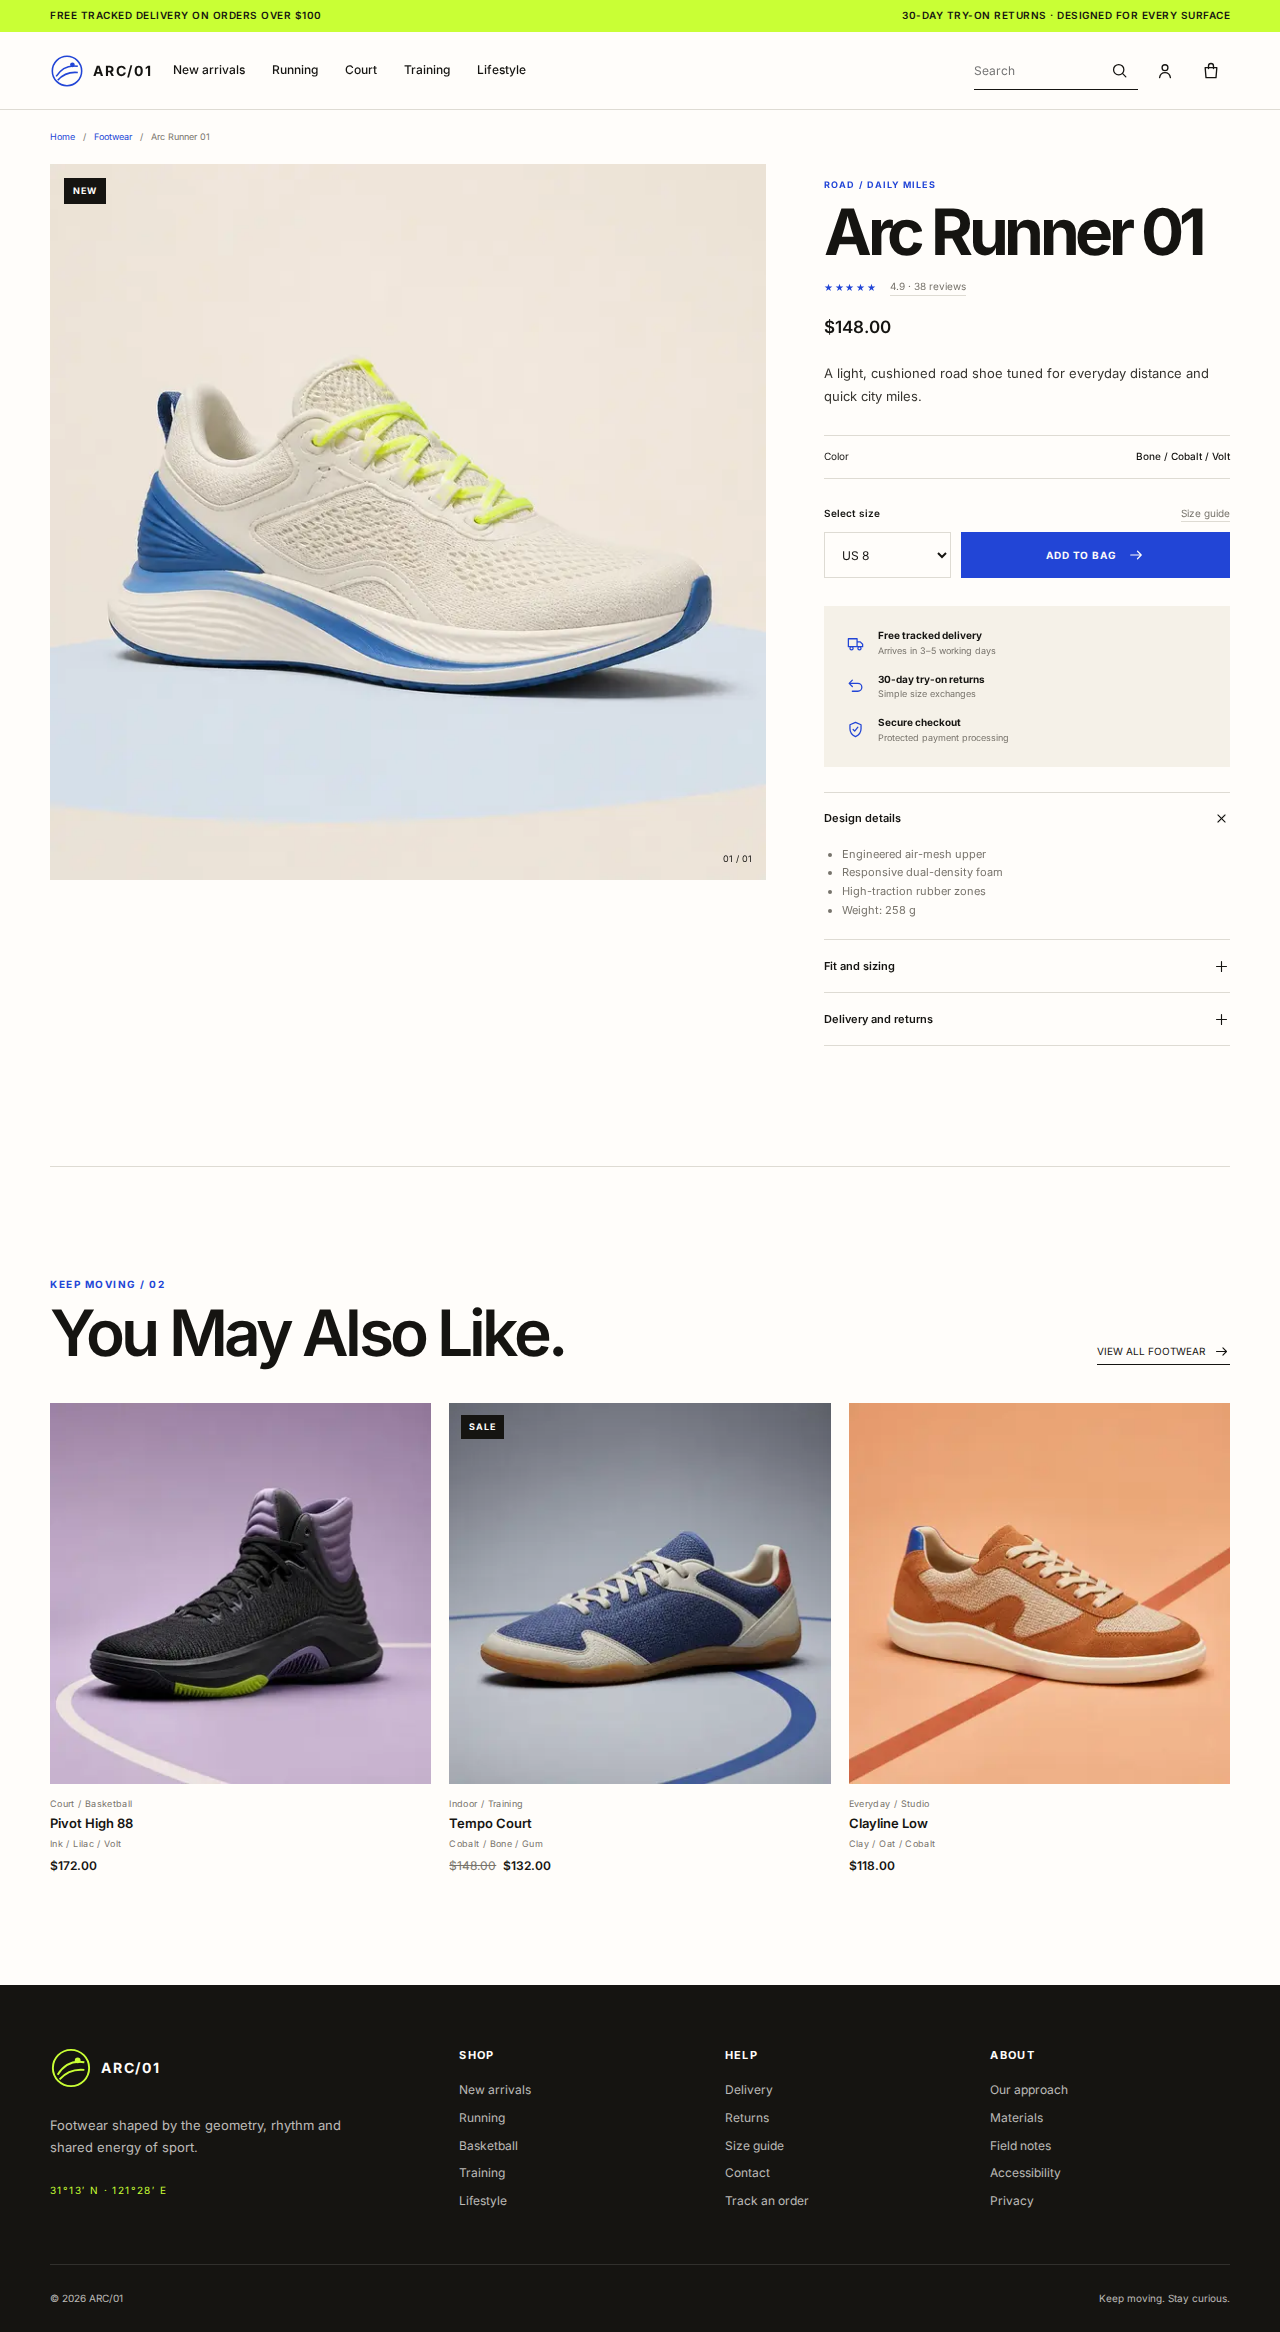 FREE TRACKED DELIVERY ON ORDERS OVER $100
30-DAY TRY-ON RETURNS · DESIGNED FOR EVERY SURFACE
ARC/01
New arrivals
Running
Court
Training
Lifestyle
Search
Home / Footwear / Arc Runner 01
NEW
01 / 01
ROAD / DAILY MILES
Arc Runner 01
★★★★★ 4.9 · 38 reviews
$148.00
A light, cushioned road shoe tuned for everyday distance and
quick city miles.
Color
Bone / Cobalt / Volt
Select size
Size guide
US 8
ADD TO BAG →
Free tracked delivery
Arrives in 3–5 working days
30-day try-on returns
Simple size exchanges
Secure checkout
Protected payment processing
Design details
• Engineered air-mesh upper
• Responsive dual-density foam
• High-traction rubber zones
• Weight: 258 g
Fit and sizing
Delivery and returns
KEEP MOVING / 02
You May Also Like.
VIEW ALL FOOTWEAR →
Court / Basketball
Pivot High 88
Ink / Lilac / Volt
$172.00
SALE
Indoor / Training
Tempo Court
Cobalt / Bone / Gum
$148.00 $132.00
Everyday / Studio
Clayline Low
Clay / Oat / Cobalt
$118.00
ARC/01
Footwear shaped by the geometry, rhythm and
shared energy of sport.
31°13′ N · 121°28′ E
SHOP
New arrivals
Running
Basketball
Training
Lifestyle
HELP
Delivery
Returns
Size guide
Contact
Track an order
ABOUT
Our approach
Materials
Field notes
Accessibility
Privacy
© 2026 ARC/01
Keep moving. Stay curious.